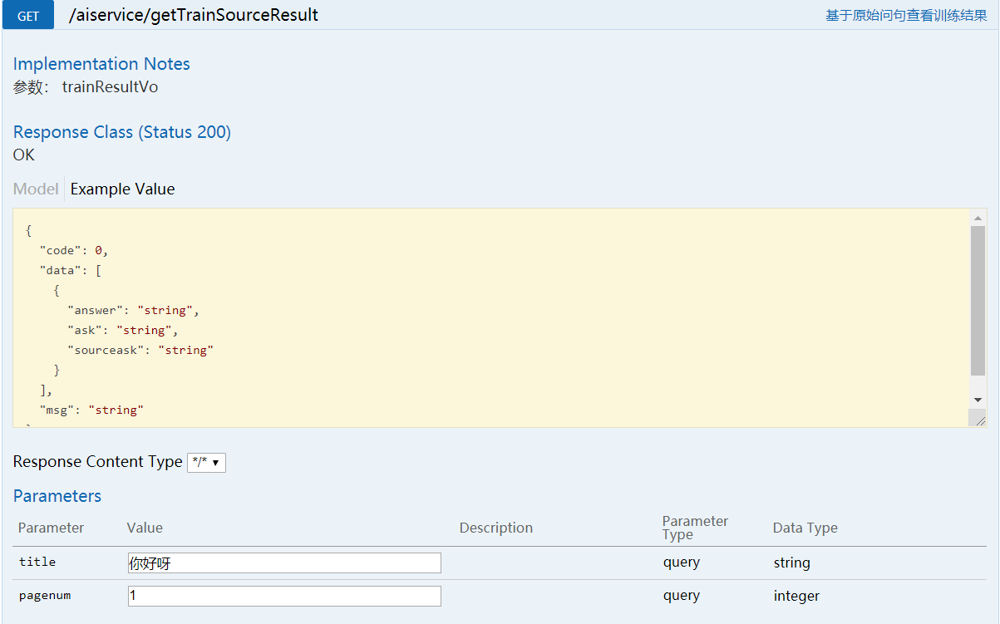 GET /aiservice/getTrainSourceResult 基于原始问句查看训练结果
Implementation Notes
参数： trainResultVo
Response Class (Status 200)
OK
Model Example Value
{
"code": 0,
"data": [
{
"answer": "string",
"ask": "string",
"sourceask": "string"
}
],
"msg": "string"
Response Content Type */*
Parameters
Parameter Value Description Parameter Type Data Type
title 你好呀 query string
pagenum 1 query integer